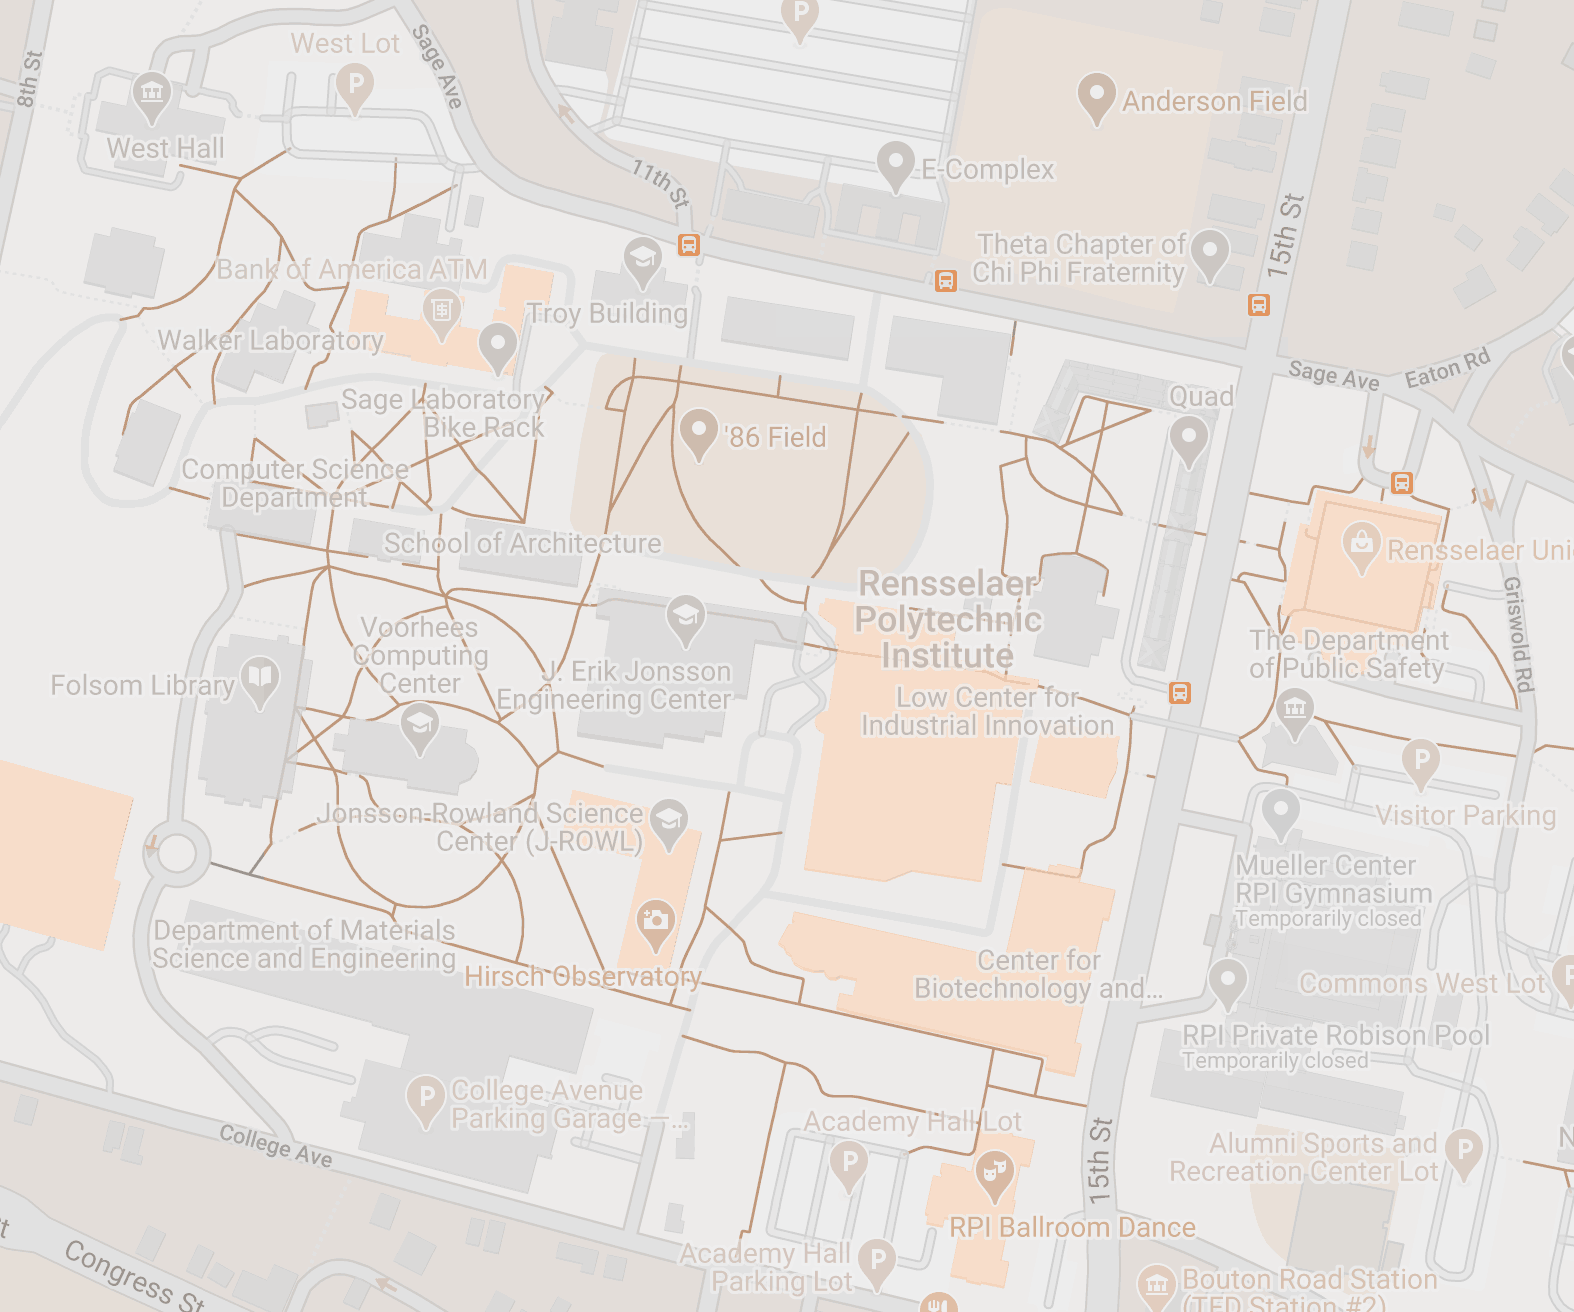 8th St
West Lot
Sage Ave
P
P
Anderson Field
West Hall
11th St
E-Complex
Theta Chapter of
Chi Phi Fraternity
15th St
Bank of America ATM
Troy Building
Walker Laboratory
Sage Ave
Eaton Rd
Sage Laboratory
Bike Rack
Quad
'86 Field
Computer Science
Department
School of Architecture
Rensselaer Uni
Rensselaer
Polytechnic
Institute
Griswold Rd
Voorhees
Computing
Center
The Department
of Public Safety
Folsom Library
J. Erik Jonsson
Engineering Center
Low Center for
Industrial Innovation
P
Visitor Parking
Jonsson-Rowland Science
Center (J-ROWL)
Mueller Center
RPI Gymnasium
Temporarily closed
Department of Materials
Science and Engineering
Hirsch Observatory
Center for
Biotechnology and...
Commons West Lot
P
RPI Private Robison Pool
Temporarily closed
P
College Avenue
Parking Garage —...
Academy Hall Lot
P
College Ave
15th St
Alumni Sports and
Recreation Center Lot
P
N
RPI Ballroom Dance
Congress St
Academy Hall
Parking Lot
P
Bouton Road Station
(TED Station #2)